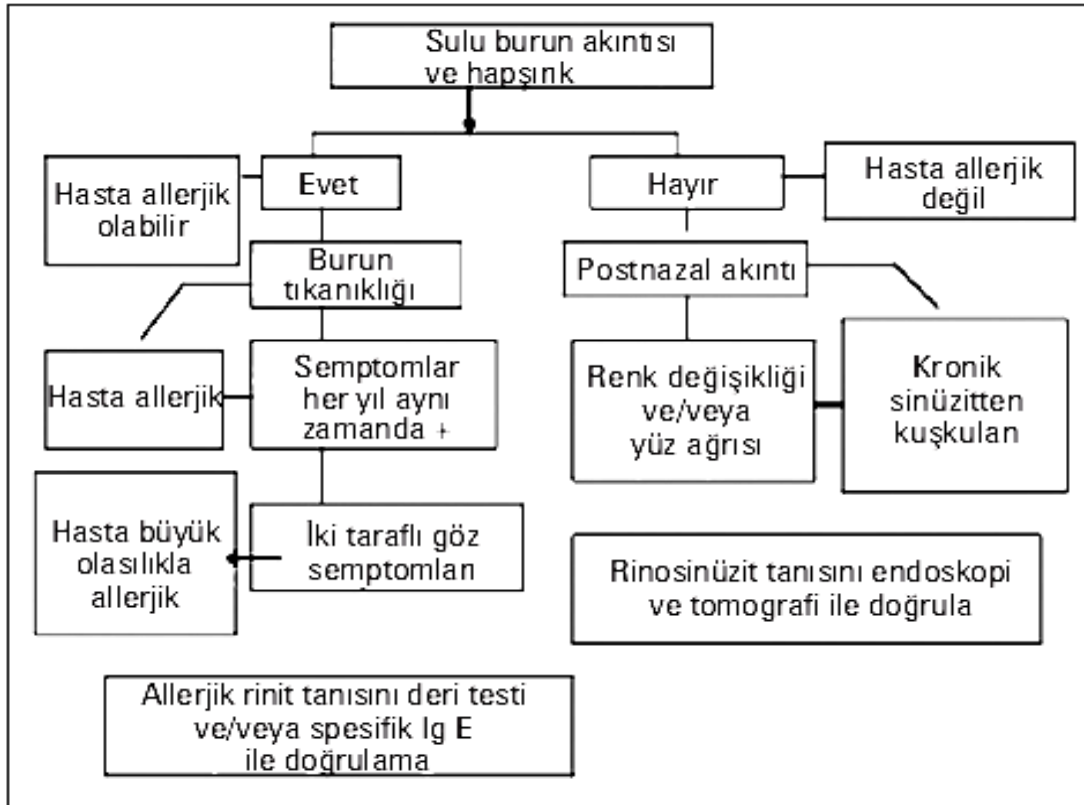 Sulu burun akıntısı
ve hapşırık
Hasta allerjik
olabilir
Evet
Hayır
Hasta allerjik
değil
Burun
tıkanıklığı
Postnazal akıntı
Hasta allerjik
Semptomlar
her yıl aynı
zamanda +
Renk değişikliği
ve/veya
yüz ağrısı
Kronik
sinüzitten
kuşkulan
Hasta büyük
olasılıkla
allerjik
İki taraflı göz
semptomları
Rinosinüzit tanısını endoskopi
ve tomografi ile doğrula
Allerjik rinit tanısını deri testi
ve/veya spesifik Ig E
ile doğrulama